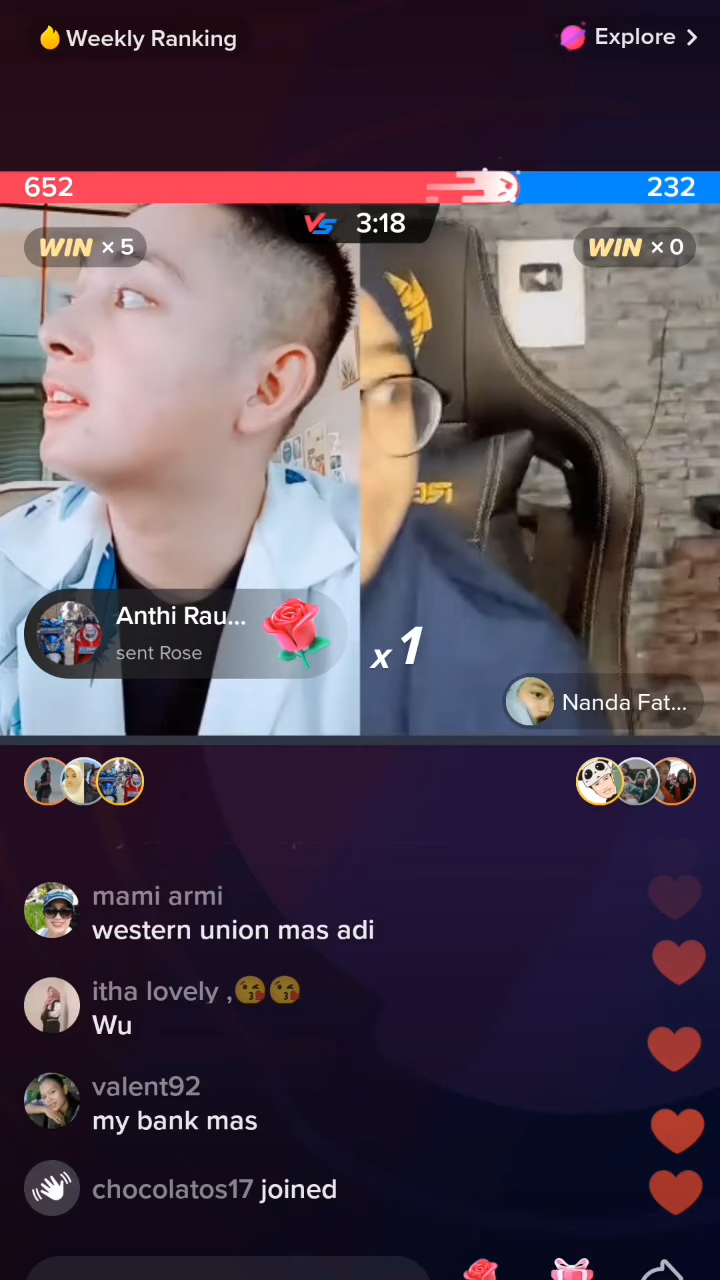 Weekly Ranking
Explore
652
232
VS 3:18
WIN × 5
WIN × 0
Anthi Rau...
sent Rose
x1
Nanda Fat...
mami armi
western union mas adi
itha lovely ,😘😘
Wu
valent92
my bank mas
chocolatos17 joined